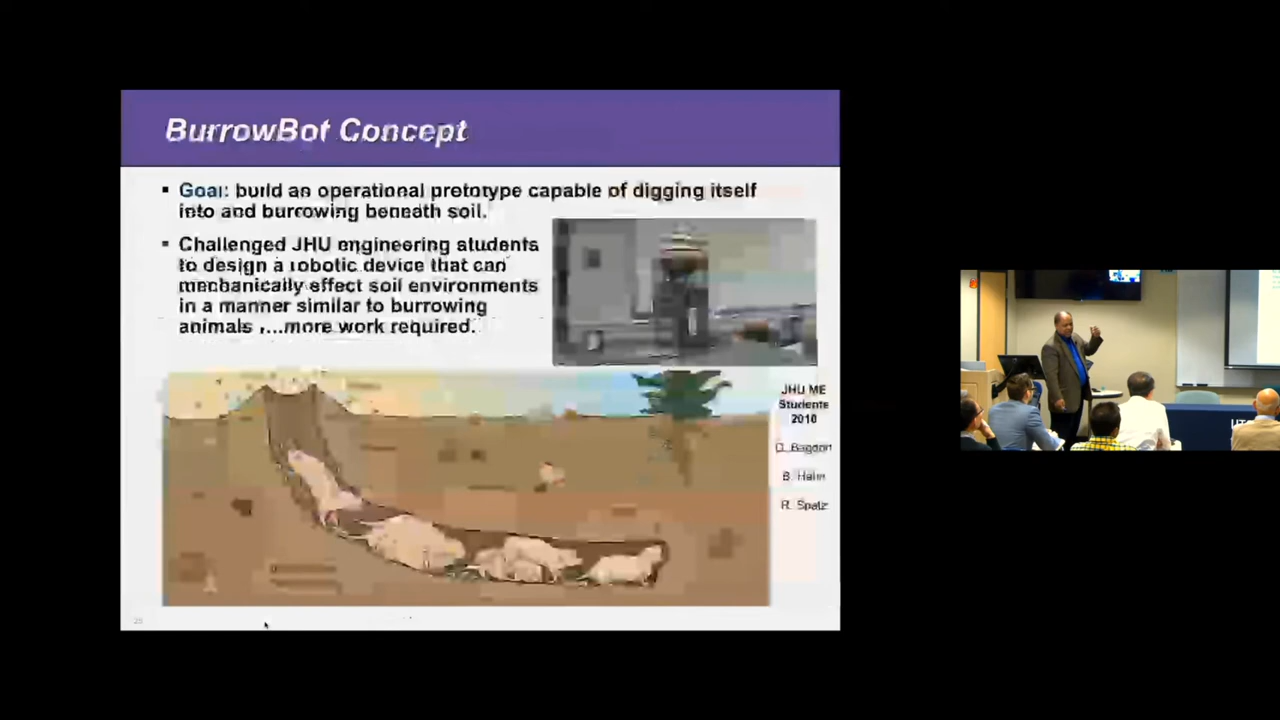 BurrowBot Concept
▪ Goal: build an operational prototype capable of digging itself
into and burrowing beneath soil.
▪ Challenged JHU engineering students
to design a robotic device that can
mechanically effect soil environments
in a manner similar to burrowing
animals ,...more work required.
JHU ME
Students
2010
B. Hahn
R. Spatz